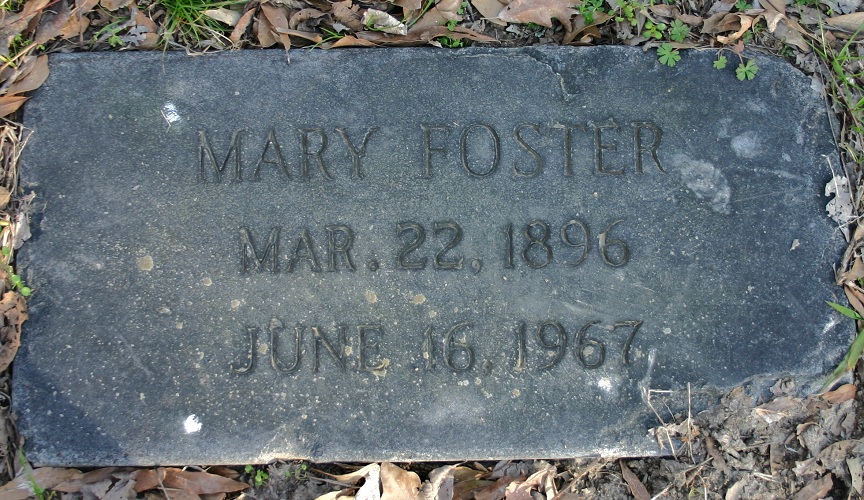 MARY FOSTER
MAR. 22, 1896
JUNE 16, 1967